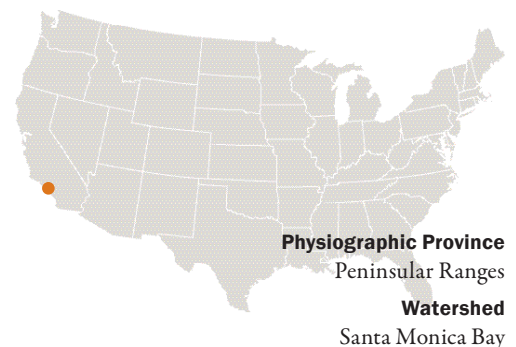 Physiographic Province
Peninsular Ranges
Watershed
Santa Monica Bay